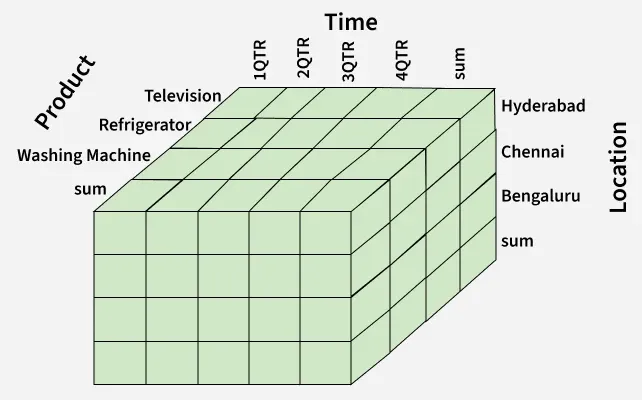 Time
1QTR
2QTR
3QTR
4QTR
sum
Product
Television
Refrigerator
Washing Machine
sum
Hyderabad
Chennai
Bengaluru
sum
Location